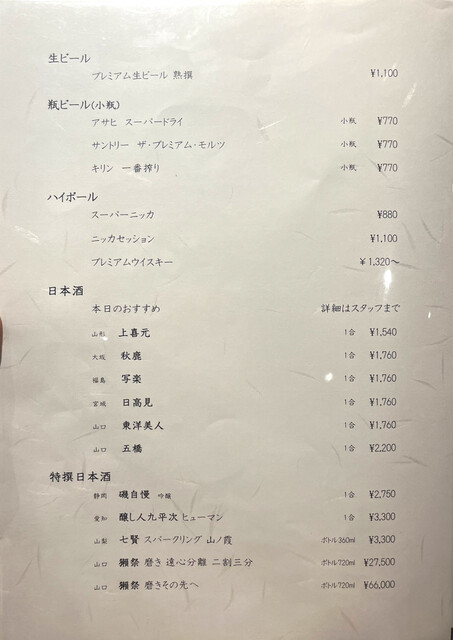 生ビール
プレミアム生ビール 熟撰 ¥1,100
瓶ビール(小瓶)
アサヒ スーパードライ 小瓶 ¥770
サントリー ザ・プレミアム・モルツ 小瓶 ¥770
キリン 一番搾り 小瓶 ¥770
ハイボール
スーパーニッカ ¥880
ニッカセッション ¥1,100
プレミアムウイスキー ¥1,320～
日本酒
本日のおすすめ 詳細はスタッフまで
山形 上喜元 1合 ¥1,540
大阪 秋鹿 1合 ¥1,760
福島 写楽 1合 ¥1,760
宮城 日高見 1合 ¥1,760
山口 東洋美人 1合 ¥1,760
山口 五橋 1合 ¥2,200
特撰日本酒
静岡 磯自慢 吟醸 1合 ¥2,750
愛知 醸し人九平次 ヒューマン 1合 ¥3,300
山梨 七賢 スパークリング 山ノ霞 ボトル360ml ¥3,300
山口 獺祭 磨き 遠心分離 二割三分 ボトル720ml ¥27,500
山口 獺祭 磨きその先へ ボトル720ml ¥66,000